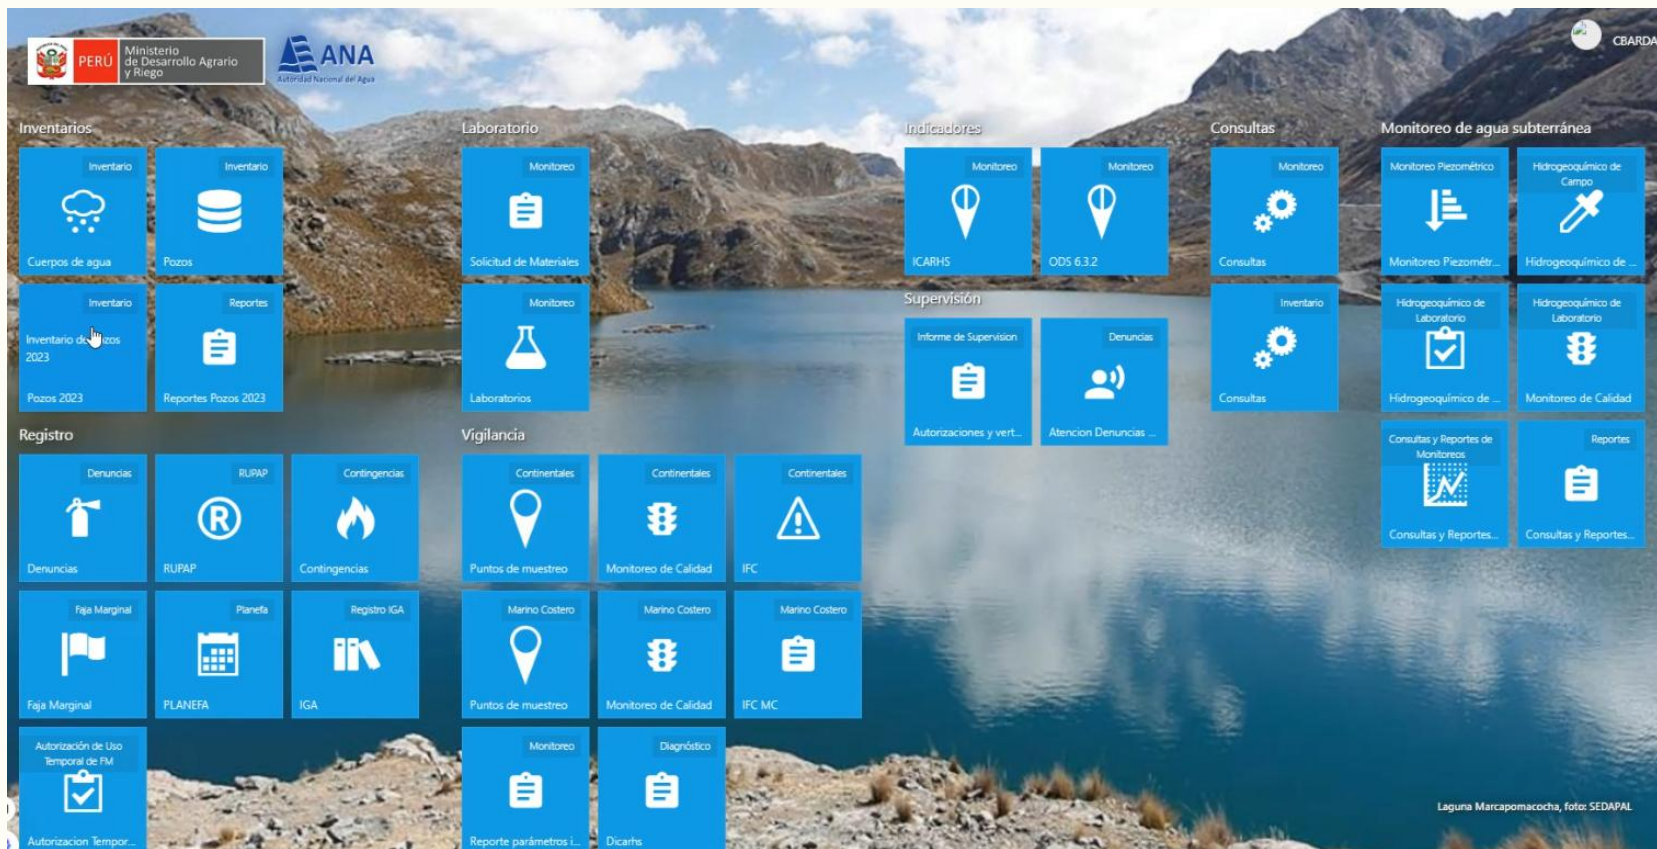 PERÚ
Ministerio
de Desarrollo Agrario
y Riego
ANA
Autoridad Nacional del Agua
CBARDA
Inventarios
Inventario
Cuerpos de agua
Inventario
Pozos
Inventario
Inventario de Pozos
2023
Pozos 2023
Reportes
Reportes Pozos 2023
Laboratorio
Monitoreo
Solicitud de Materiales
Monitoreo
Laboratorios
Indicadores
Monitoreo
ICARHS
Monitoreo
ODS 6.3.2
Supervisión
Informe de Supervision
Autorizaciones y vert...
Denuncias
Atencion Denuncias ...
Consultas
Monitoreo
Consultas
Inventario
Consultas
Monitoreo de agua subterránea
Monitoreo Piezométrico
Monitoreo Piezométr...
Hidrogeoquímico de
Campo
Hidrogeoquímico de ...
Hidrogeoquímico de
Laboratorio
Hidrogeoquímico de ...
Hidrogeoquímico de
Laboratorio
Monitoreo de Calidad
Consultas y Reportes de
Monitoreos
Consultas y Reportes...
Reportes
Consultas y Reportes...
Registro
Denuncias
Denuncias
RUPAP
R
RUPAP
Contingencias
Contingencias
Faja Marginal
Faja Marginal
Planefa
PLANEFA
Registro IGA
IGA
Autorización de Uso
Temporal de FM
Autorizacion Tempor...
Vigilancia
Continentales
Puntos de muestreo
Continentales
Monitoreo de Calidad
Continentales
IFC
Marino Costero
Puntos de muestreo
Marino Costero
Monitoreo de Calidad
Marino Costero
IFC MC
Monitoreo
Reporte parámetros i...
Diagnóstico
Dicarhs
Laguna Marcapomacocha, foto: SEDAPAL